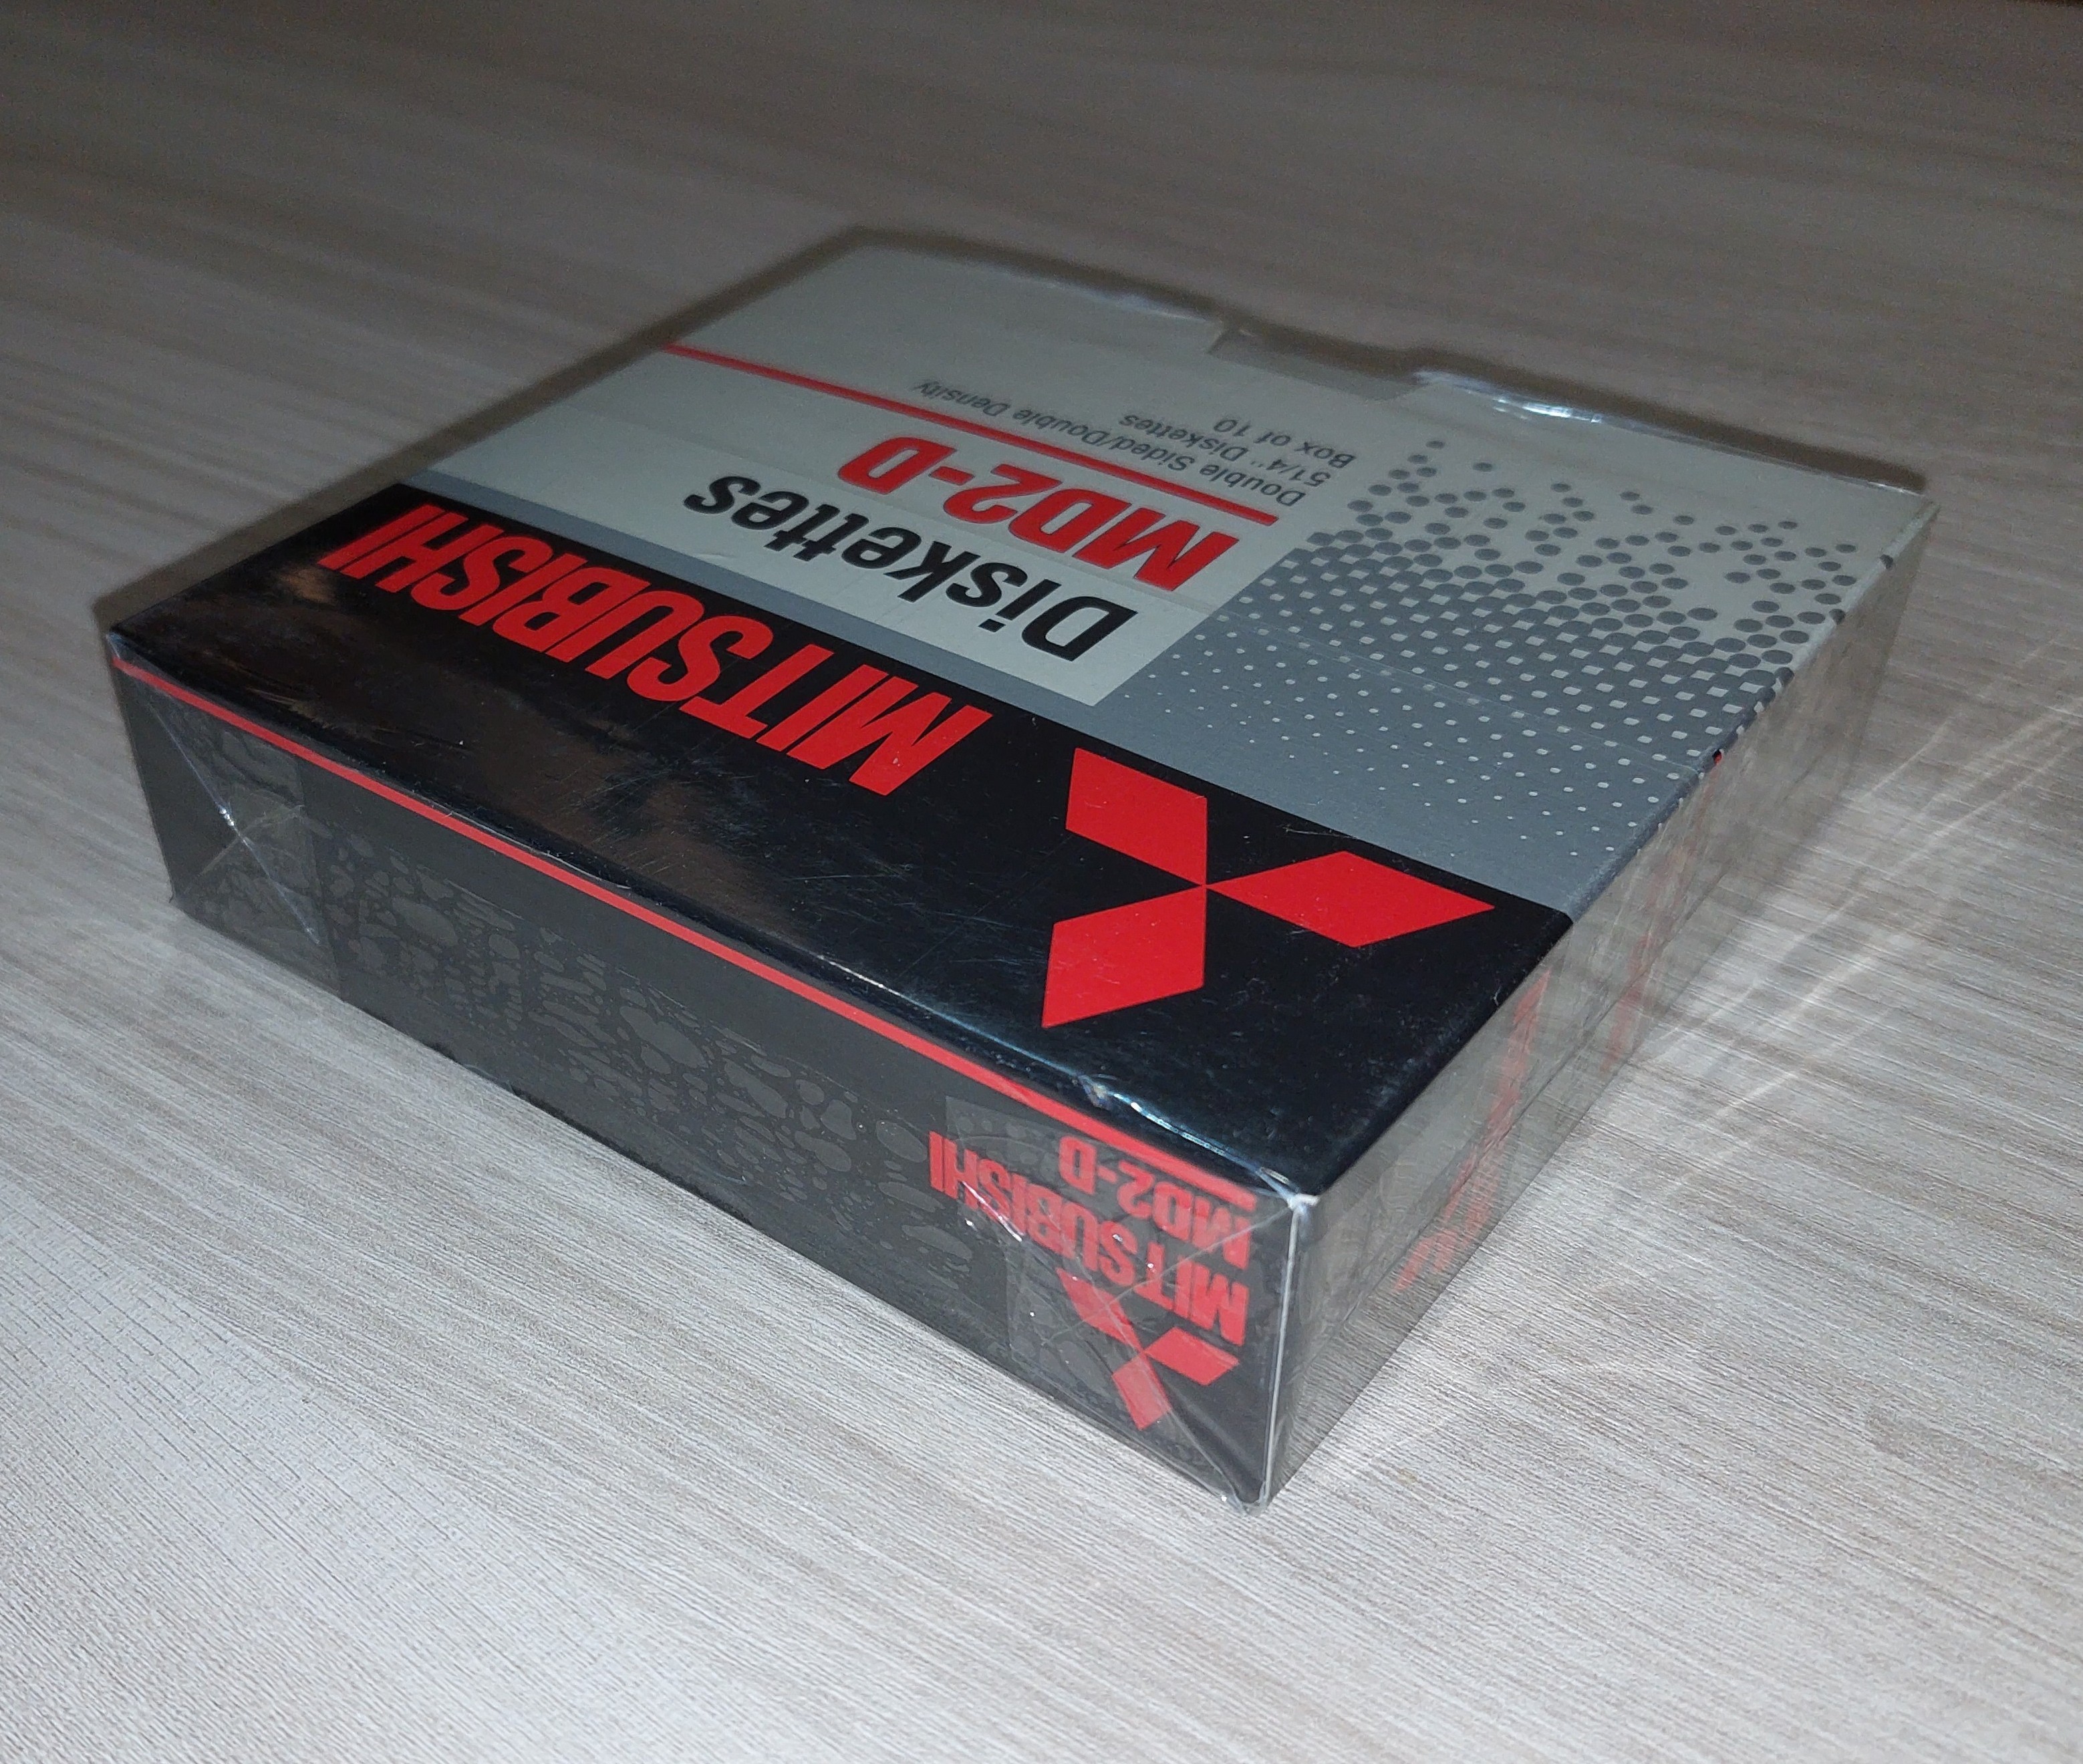 MITSUBISHI
Diskettes
MD2-D
Double Sided/Double Density
51/4" Diskettes
Box of 10
MITSUBISHI
MD2-D